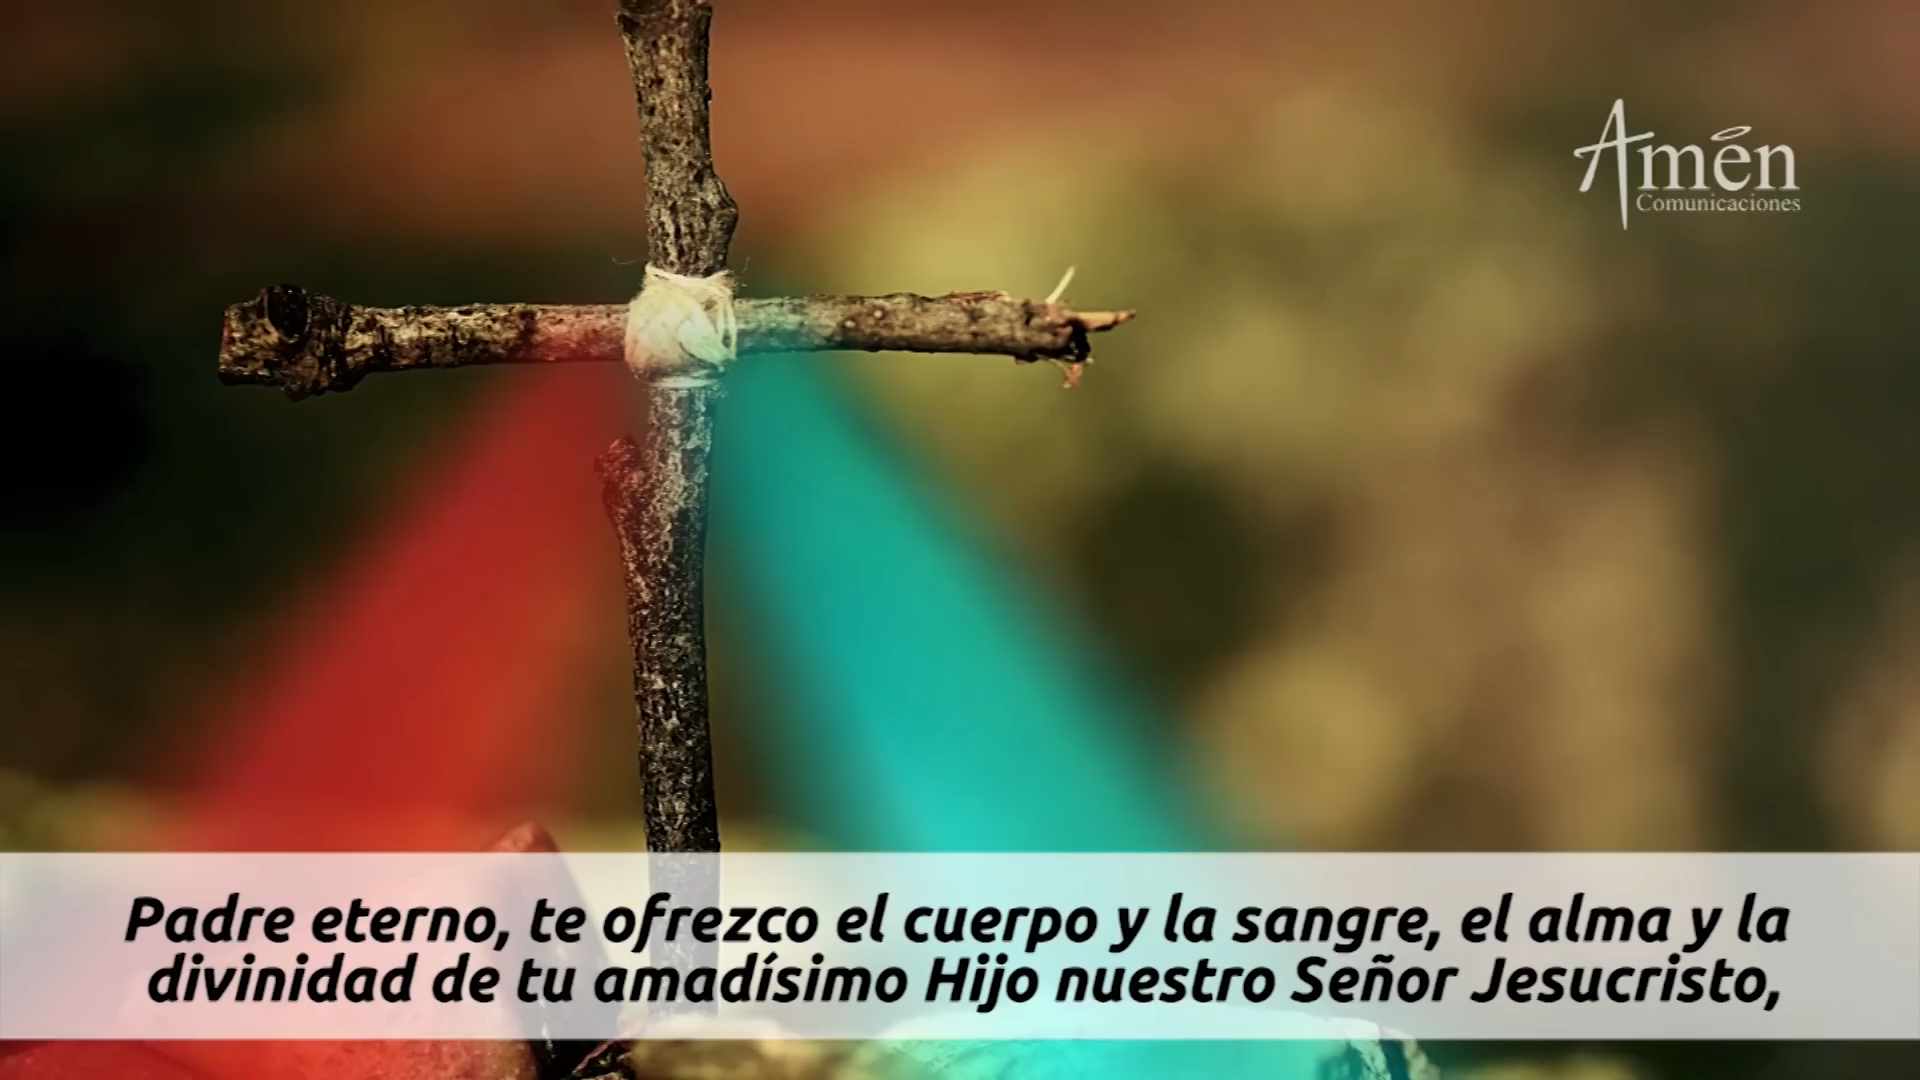 Amén
Comunicaciones
Padre eterno, te ofrezco el cuerpo y la sangre, el alma y la
divinidad de tu amadísimo Hijo nuestro Señor Jesucristo,